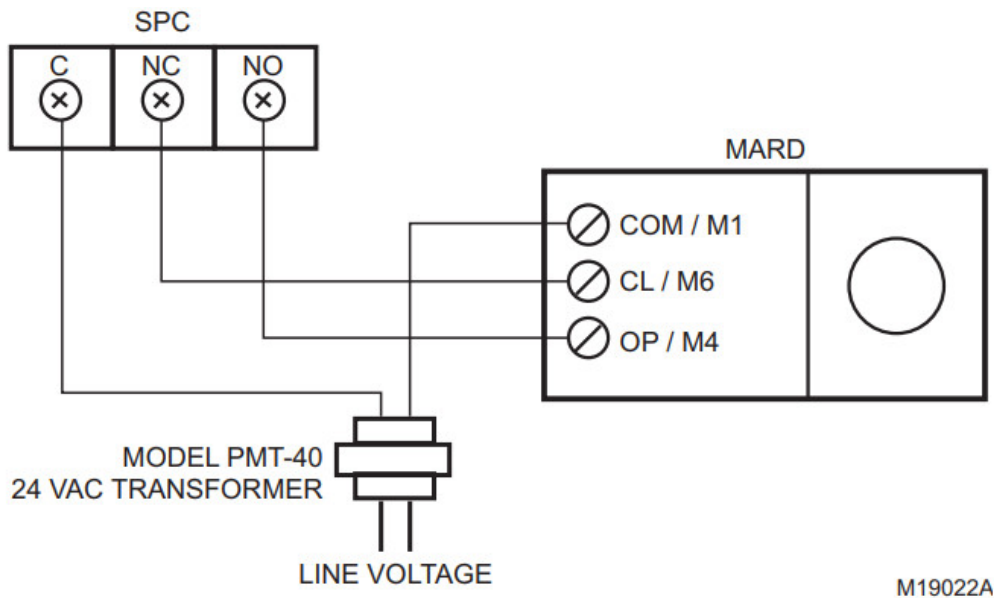 SPC
C NC NO
MARD
COM / M1
CL / M6
OP / M4
MODEL PMT-40
24 VAC TRANSFORMER
LINE VOLTAGE
M19022A